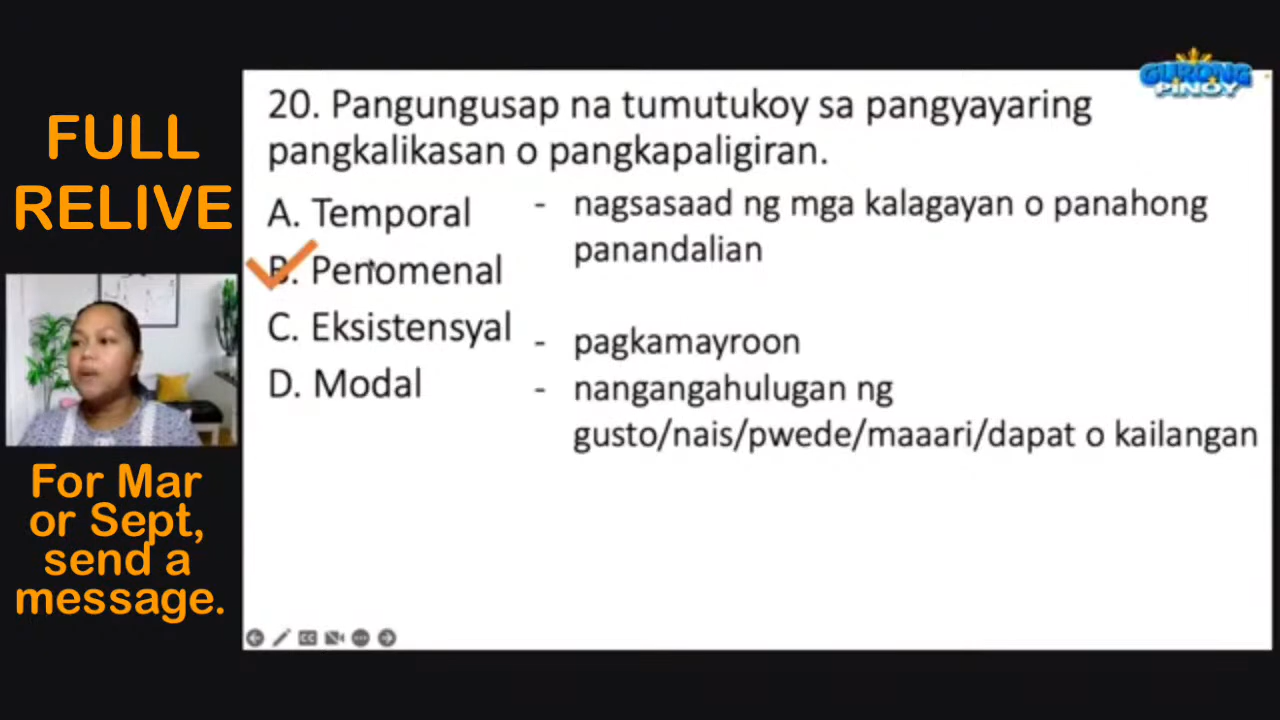 GURONG
PINOY
FULL
RELIVE
20. Pangungusap na tumutukoy sa pangyayaring
pangkalikasan o pangkapaligiran.
A. Temporal
- nagsasaad ng mga kalagayan o panahong
panandalian
B. Penomenal
C. Eksistensyal
- pagkamayroon
D. Modal
- nangangahulugan ng
gusto/nais/pwede/maaari/dapat o kailangan
For Mar
or Sept,
send a
message.
CC